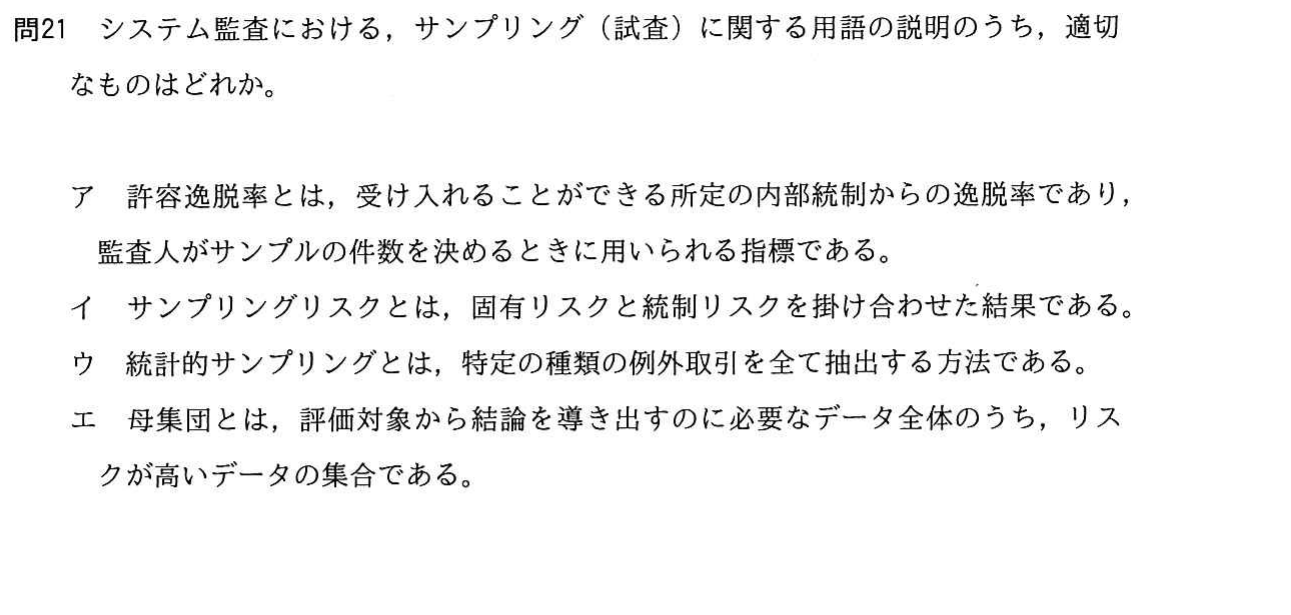 問21 システム監査における，サンプリング（試査）に関する用語の説明のうち，適切
なものはどれか。
ア 許容逸脱率とは，受け入れることができる所定の内部統制からの逸脱率であり，
監査人がサンプルの件数を決めるときに用いられる指標である。
イ サンプリングリスクとは，固有リスクと統制リスクを掛け合わせた結果である。
ウ 統計的サンプリングとは，特定の種類の例外取引を全て抽出する方法である。
エ 母集団とは，評価対象から結論を導き出すのに必要なデータ全体のうち，リス
クが高いデータの集合である。